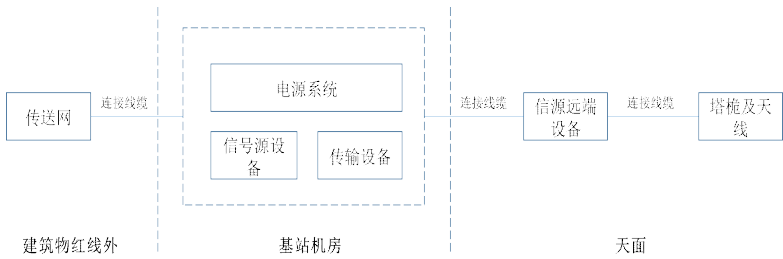 电源系统
传送网
连接线缆
信号源设
备
传输设备
连接线缆
信源远端
设备
连接线缆
塔桅及天
线
建筑物红线外
基站机房
天面